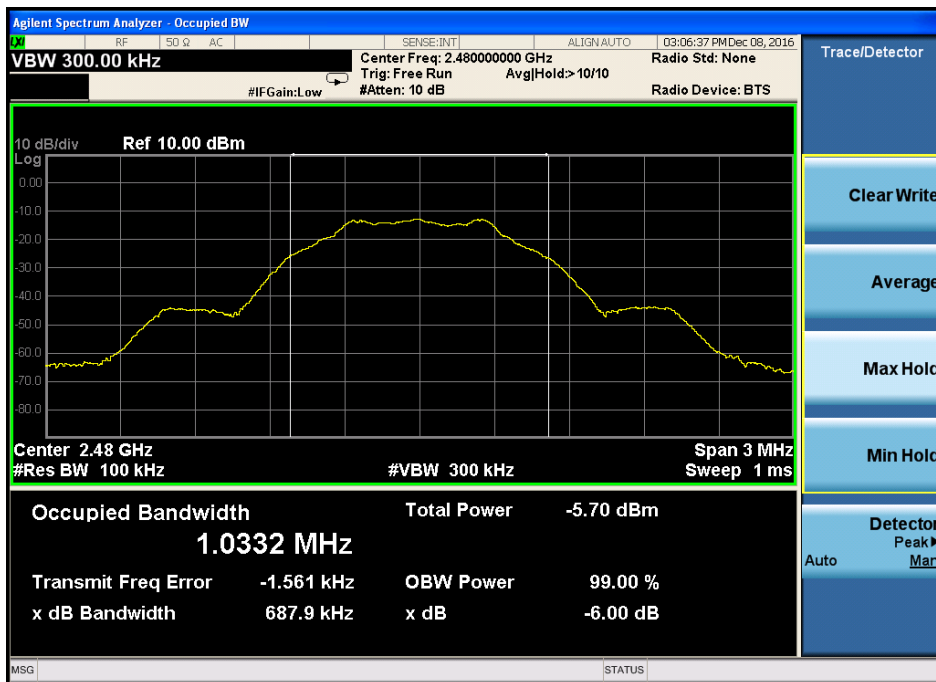 Agilent Spectrum Analyzer - Occupied BW
LXI RF 50 Ω AC SENSE:INT ALIGN AUTO 03:06:37 PM Dec 08, 2016
VBW 300.00 kHz
Center Freq: 2.480000000 GHz Radio Std: None
Trig: Free Run Avg|Hold:>10/10
#IFGain:Low #Atten: 10 dB Radio Device: BTS
10 dB/div Ref 10.00 dBm
Log
0.00
-10.0
-20.0
-30.0
-40.0
-50.0
-60.0
-70.0
-80.0
Center 2.48 GHz Span 3 MHz
#Res BW 100 kHz #VBW 300 kHz Sweep 1 ms
Occupied Bandwidth Total Power -5.70 dBm
1.0332 MHz
Transmit Freq Error -1.561 kHz OBW Power 99.00 %
x dB Bandwidth 687.9 kHz x dB -6.00 dB
MSG STATUS
Trace/Detector
Clear Write
Average
Max Hold
Min Hold
Detector
Peak▶
Auto Man